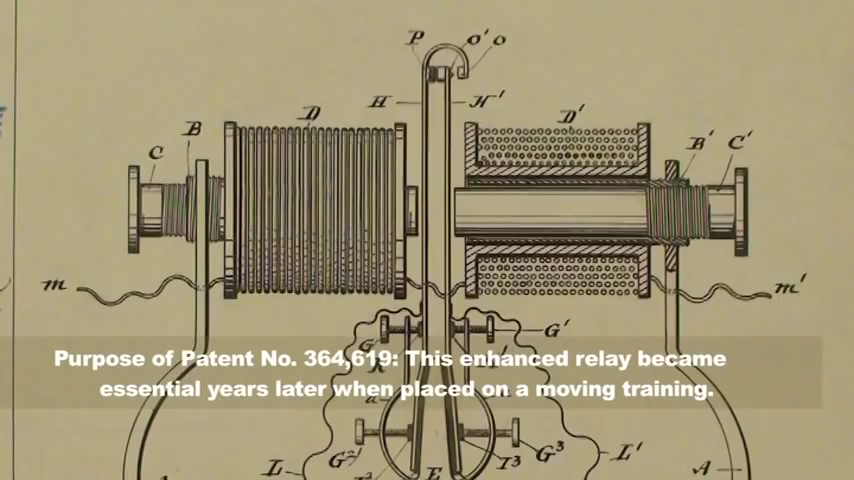 P o' o
H H'
D D'
B B'
C C'
m m'
G G'
Purpose of Patent No. 364,619: This enhanced relay became
essential years later when placed on a moving training.
a
G² G³
I² I³
L L'
E A